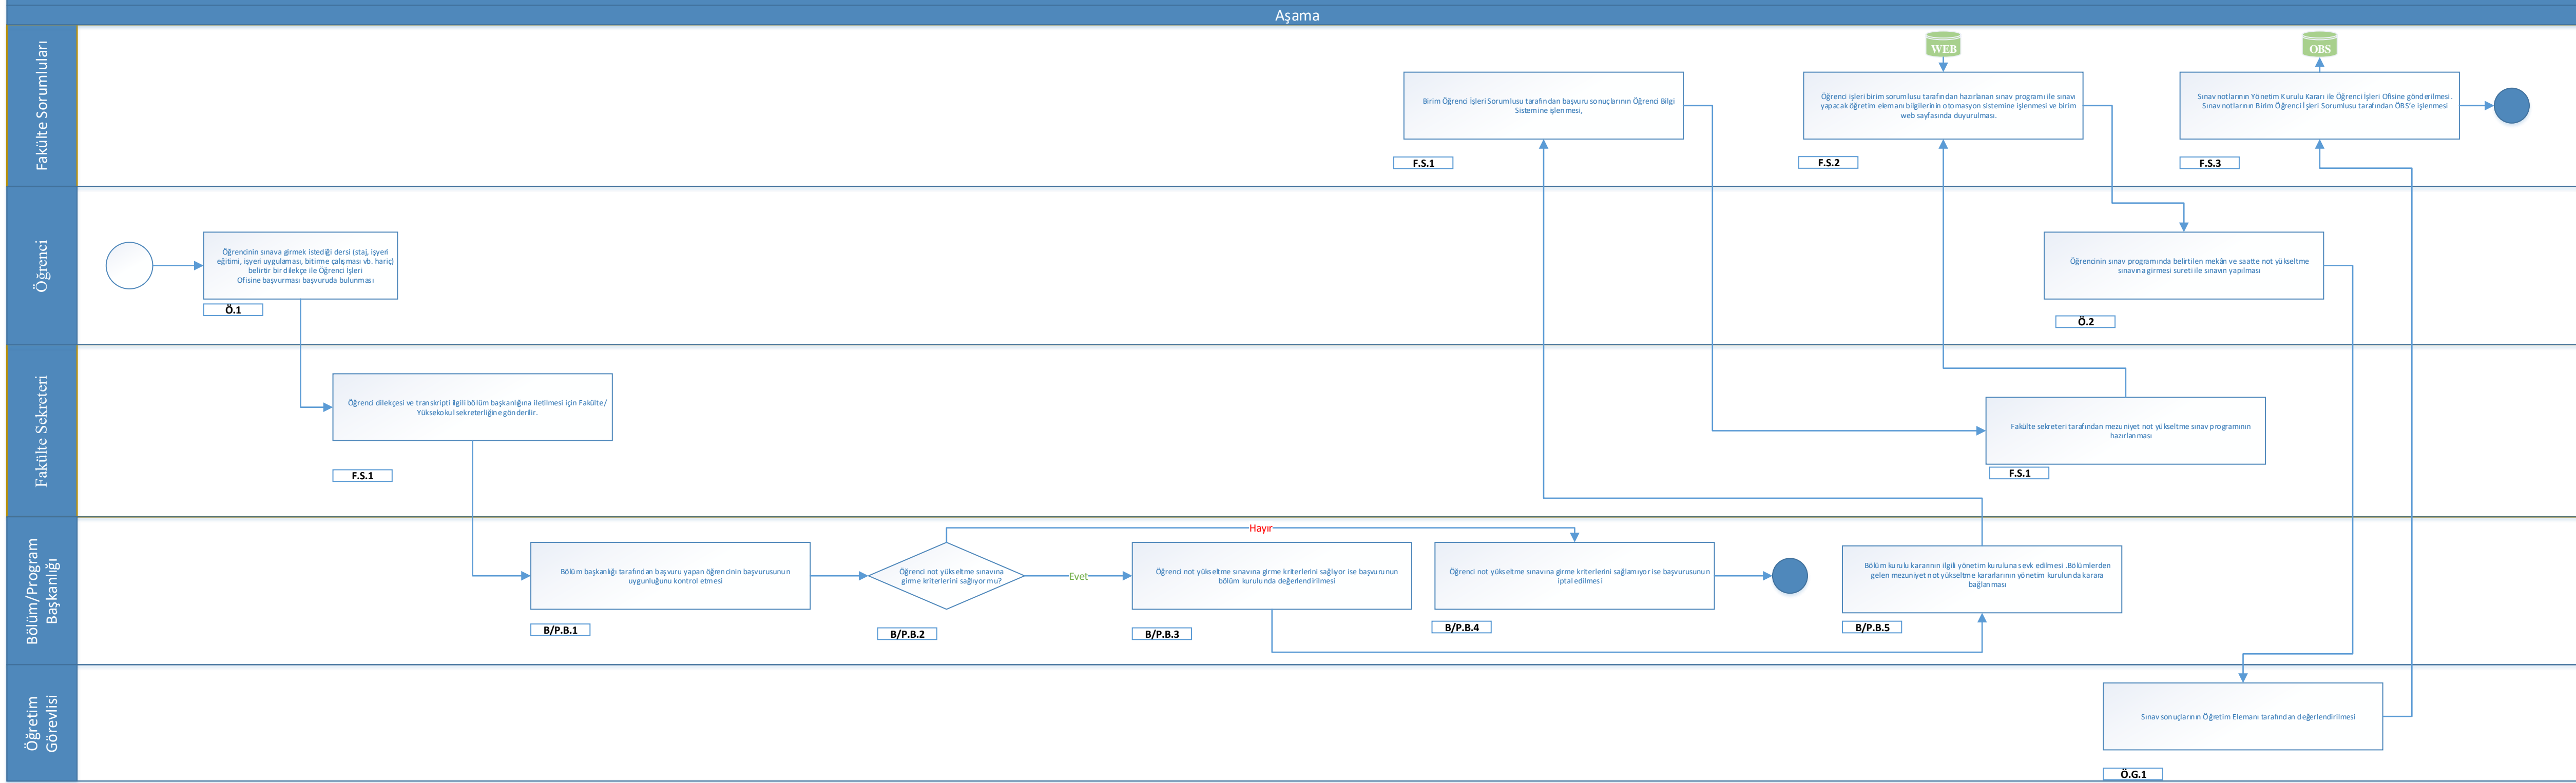 Aşama
Fakülte Sorumluları
WEB
OBS
Birim Öğrenci İşleri Sorumlusu tarafından başvuru sonuçlarının Öğrenci Bilgi
Sistemine işlenmesi,
F.S.1
Öğrenci işleri birim sorumlusu tarafından hazırlanan sınav programı ile sınavı
yapacak öğretim elemanı bilgilerinin otomasyon sistemine işlenmesi ve birim
web sayfasında duyurulması.
F.S.2
Sınav notlarının Yönetim Kurulu Kararı ile Öğrenci İşleri Ofisine gönderilmesi.
Sınav notlarının Birim Öğrenci İşleri Sorumlusu tarafından ÖBS'e işlenmesi
F.S.3
Öğrenci
Öğrencinin sınava girmek istediği dersi (staj, işyeri
eğitimi, işyeri uygulaması, bitirme çalışması vb. hariç)
belirtir bir dilekçe ile Öğrenci İşleri
Ofisine başvurması başvuruda bulunması
Ö.1
Öğrencinin sınav programında belirtilen mekân ve saatte not yükseltme
sınavına girmesi sureti ile sınavın yapılması
Ö.2
Fakülte Sekreteri
Öğrenci dilekçesi ve transkripti ilgili bölüm başkanlığına iletilmesi için Fakülte/
Yüksekokul sekreterliğine gönderilir.
F.S.1
Fakülte sekreteri tarafından mezuniyet not yükseltme sınav programının
hazırlanması
F.S.1
Bölüm/Program
Başkanlığı
Bölüm başkanlığı tarafından başvuru yapan öğrencinin başvurusunun
uygunluğunu kontrol etmesi
B/P.B.1
Öğrenci not yükseltme sınavına
girme kriterlerini sağlıyor mu?
B/P.B.2
Hayır
Evet
Öğrenci not yükseltme sınavına girme kriterlerini sağlıyor ise başvurunun
bölüm kurulunda değerlendirilmesi
B/P.B.3
Öğrenci not yükseltme sınavına girme kriterlerini sağlamıyor ise başvurusunun
iptal edilmesi
B/P.B.4
Bölüm kurulu kararının ilgili yönetim kuruluna sevk edilmesi .Bölümlerden
gelen mezuniyet not yükseltme kararlarının yönetim kurulunda karara
bağlanması
B/P.B.5
Öğretim
Görevlisi
Sınav sonuçlarının Öğretim Elemanı tarafından değerlendirilmesi
Ö.G.1